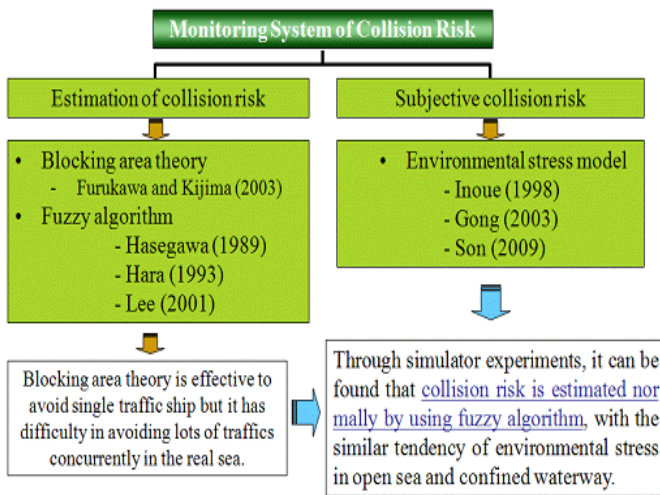 Monitoring System of Collision Risk
Estimation of collision risk
Subjective collision risk
• Blocking area theory
- Furukawa and Kijima (2003)
• Fuzzy algorithm
- Hasegawa (1989)
- Hara (1993)
- Lee (2001)
• Environmental stress model
- Inoue (1998)
- Gong (2003)
- Son (2009)
Blocking area theory is effective to
avoid single traffic ship but it has
difficulty in avoiding lots of traffics
concurrently in the real sea.
Through simulator experiments, it can be
found that collision risk is estimated nor
mally by using fuzzy algorithm, with the
similar tendency of environmental stress
in open sea and confined waterway.